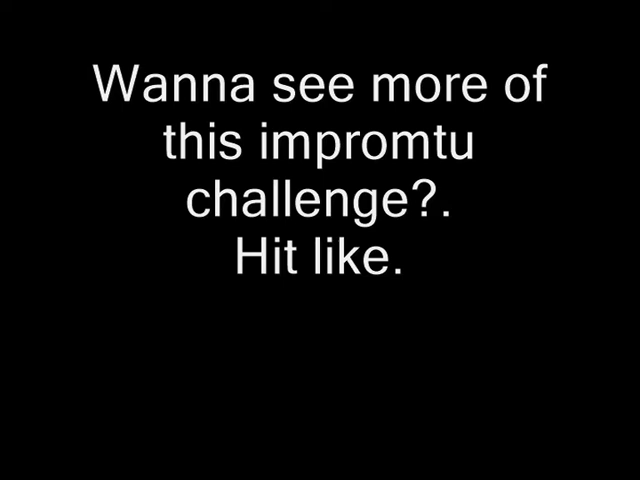 Wanna see more of
this impromtu
challenge?.
Hit like.